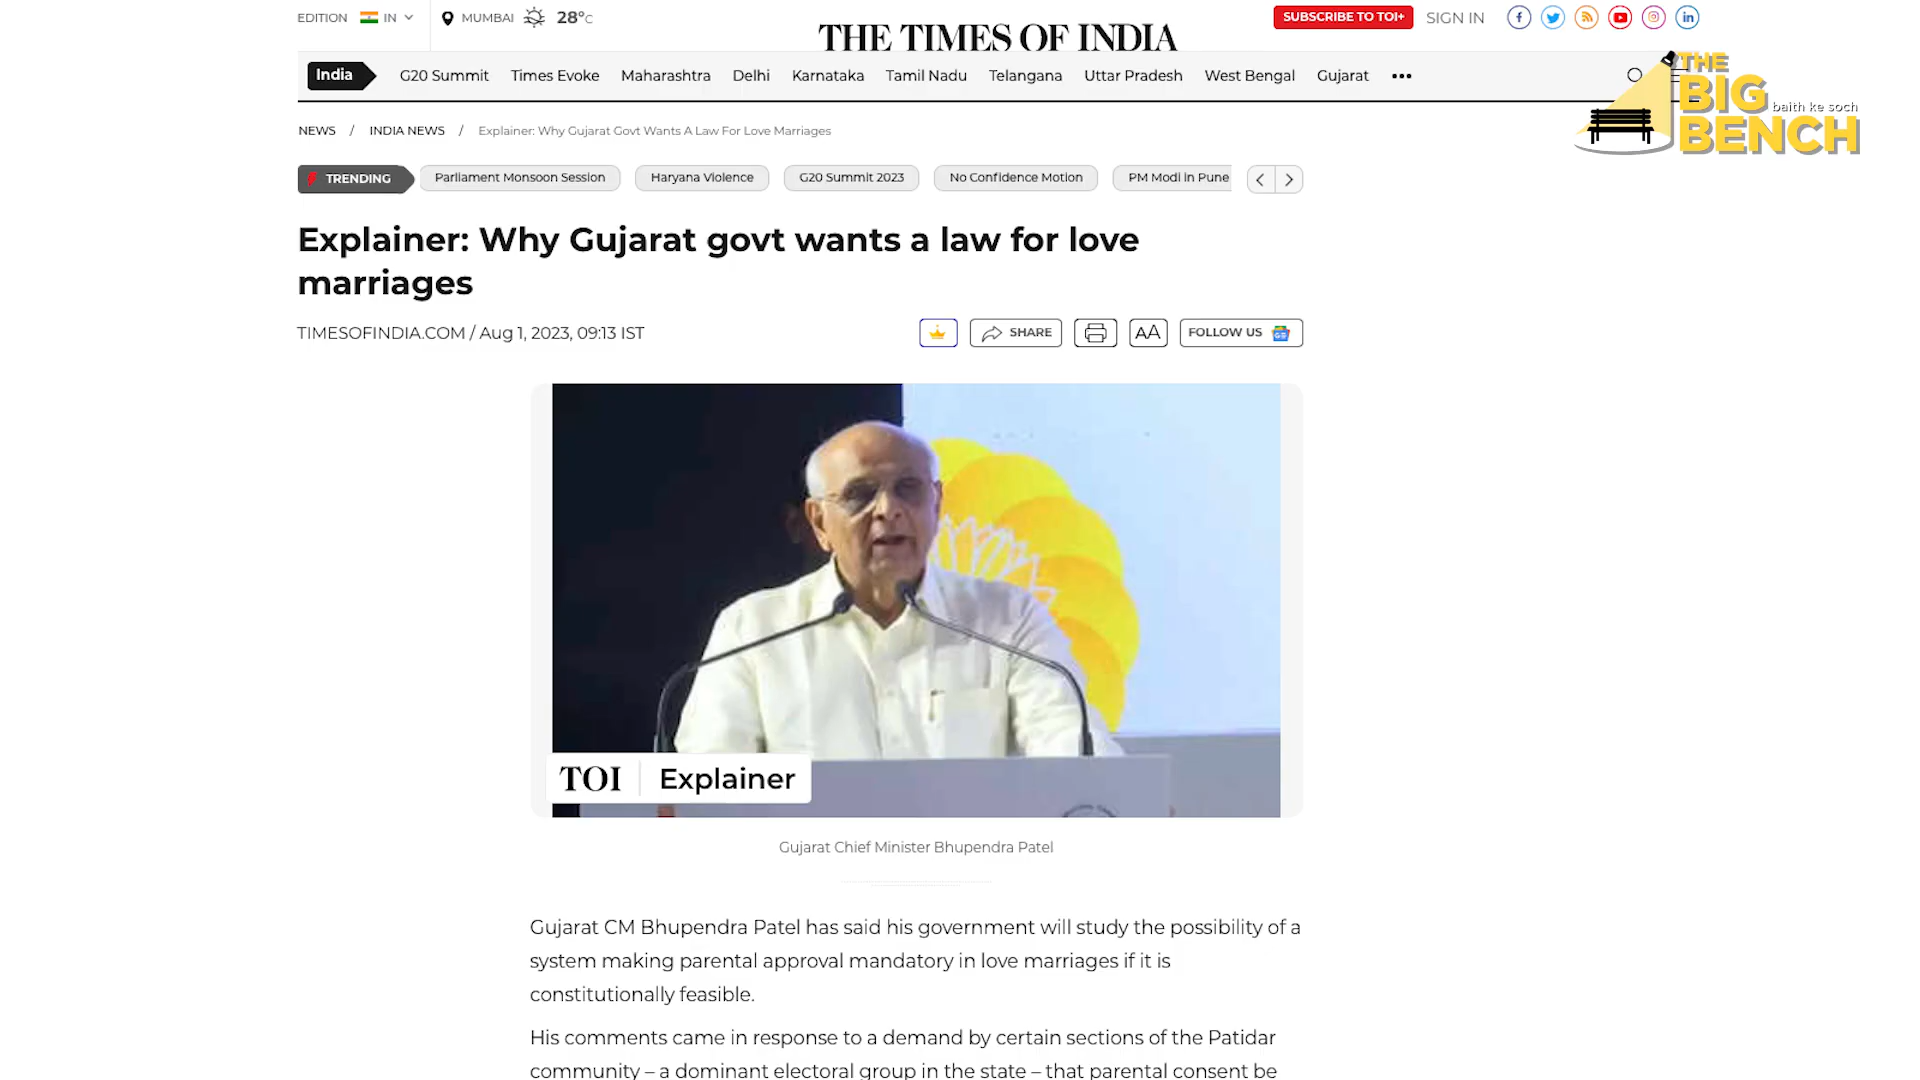 EDITION IN MUMBAI 28°C
THE TIMES OF INDIA
SUBSCRIBE TO TOI+ SIGN IN
India G20 Summit Times Evoke Maharashtra Delhi Karnataka Tamil Nadu Telangana Uttar Pradesh West Bengal Gujarat
THE
BIG baith ke soch
BENCH
NEWS / INDIA NEWS / Explainer: Why Gujarat Govt Wants A Law For Love Marriages
TRENDING Parliament Monsoon Session Haryana Violence G20 Summit 2023 No Confidence Motion PM Modi in Pune
Explainer: Why Gujarat govt wants a law for love
marriages
TIMESOFINDIA.COM / Aug 1, 2023, 09:13 IST
SHARE AA FOLLOW US
TOI Explainer
Gujarat Chief Minister Bhupendra Patel
Gujarat CM Bhupendra Patel has said his government will study the possibility of a
system making parental approval mandatory in love marriages if it is
constitutionally feasible.
His comments came in response to a demand by certain sections of the Patidar
community – a dominant electoral group in the state – that parental consent be